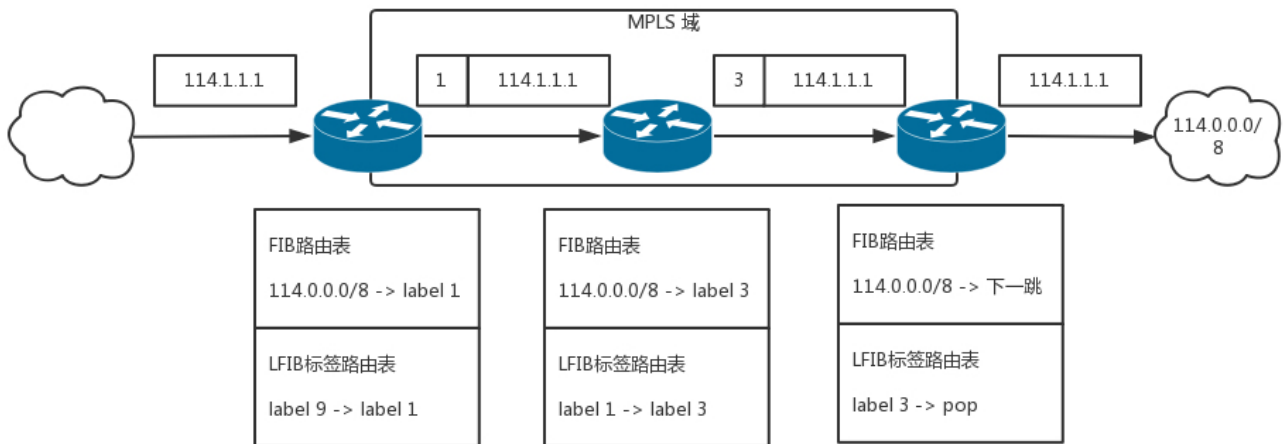 MPLS 域
114.1.1.1
1 114.1.1.1
3 114.1.1.1
114.1.1.1
114.0.0.0/
8
FIB路由表
114.0.0.0/8 -> label 1
LFIB标签路由表
label 9 -> label 1
FIB路由表
114.0.0.0/8 -> label 3
LFIB标签路由表
label 1 -> label 3
FIB路由表
114.0.0.0/8 -> 下一跳
LFIB标签路由表
label 3 -> pop